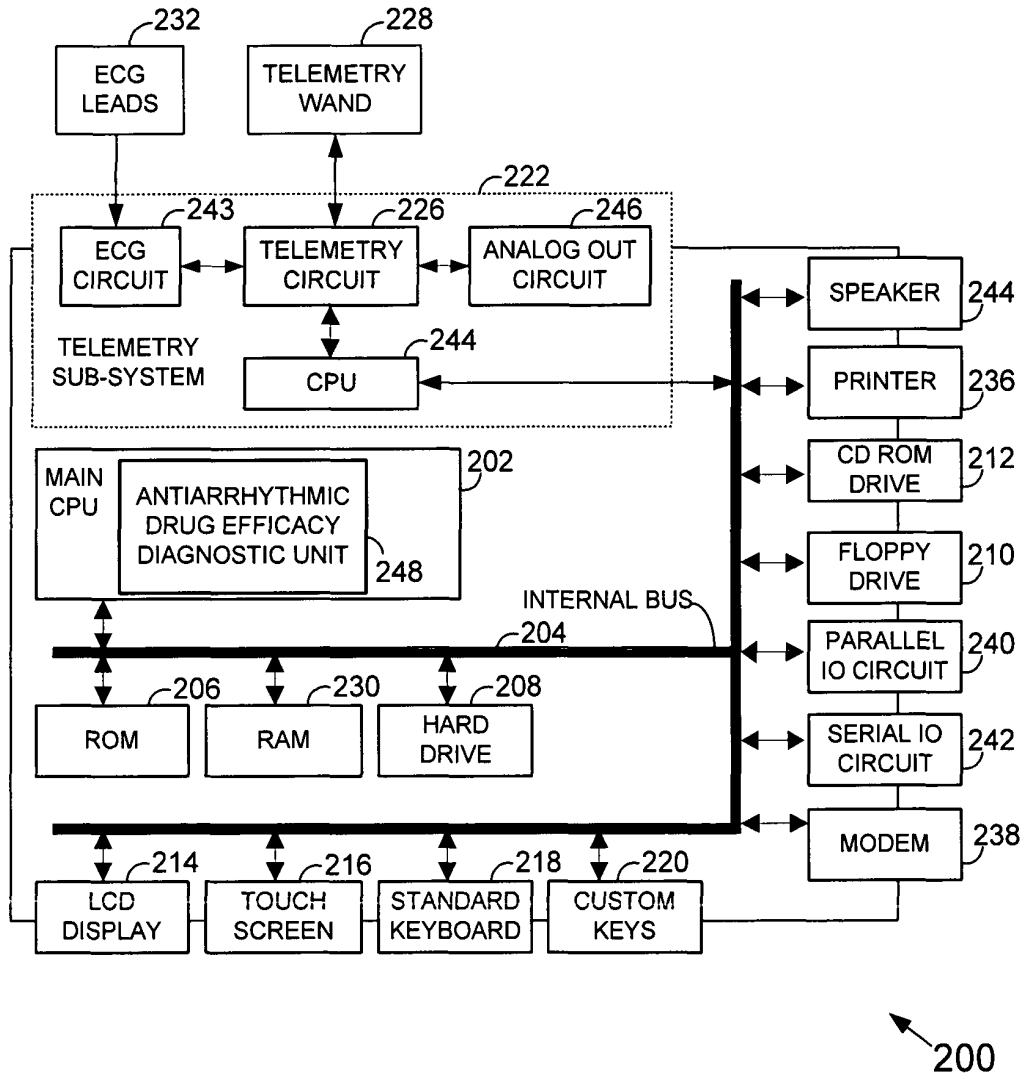 232
ECG
LEADS
228
TELEMETRY
WAND
222
243
ECG
CIRCUIT
226
TELEMETRY
CIRCUIT
246
ANALOG OUT
CIRCUIT
TELEMETRY
SUB-SYSTEM
244
CPU
SPEAKER
244
PRINTER
236
CD ROM
DRIVE
212
FLOPPY
DRIVE
210
PARALLEL
IO CIRCUIT
240
SERIAL IO
CIRCUIT
242
MODEM
238
202
MAIN
CPU
ANTIARRHYTHMIC
DRUG EFFICACY
DIAGNOSTIC UNIT
248
INTERNAL BUS
204
206
ROM
230
RAM
208
HARD
DRIVE
214
LCD
DISPLAY
216
TOUCH
SCREEN
218
STANDARD
KEYBOARD
220
CUSTOM
KEYS
200